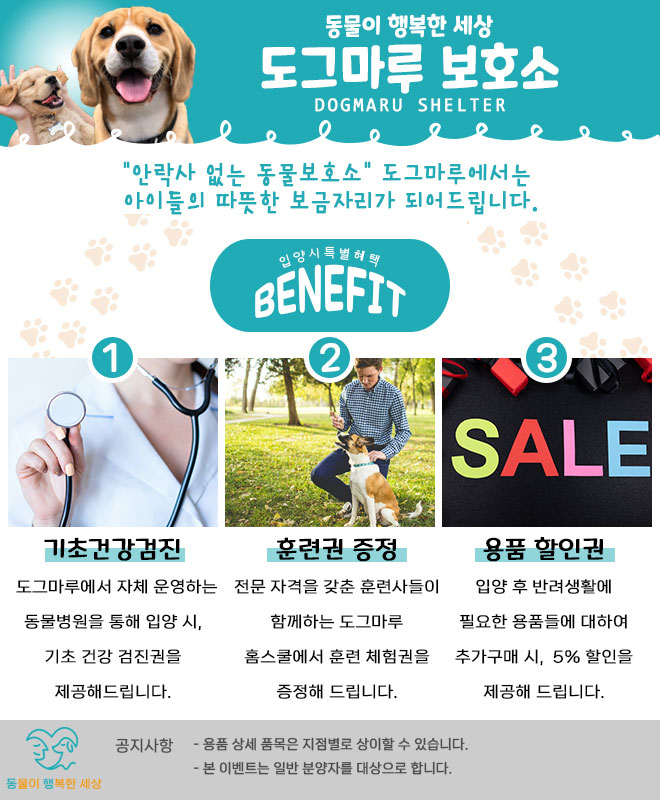 동물이 행복한 세상
도그마루 보호소
DOGMARU SHELTER
"안락사 없는 동물보호소" 도그마루에서는
아이들의 따뜻한 보금자리가 되어드립니다.
입양시특별혜택
BENEFIT
1
2
3
SALE
기초건강검진
도그마루에서 자체 운영하는
동물병원을 통해 입양 시,
기초 건강 검진권을
제공해드립니다.
훈련권 증정
전문 자격을 갖춘 훈련사들이
함께하는 도그마루
홈스쿨에서 훈련 체험권을
증정해 드립니다.
용품 할인권
입양 후 반려생활에
필요한 용품들에 대하여
추가구매 시, 5% 할인을
제공해 드립니다.
동물이 행복한 세상
공지사항
- 용품 상세 품목은 지점별로 상이할 수 있습니다.
- 본 이벤트는 일반 분양자를 대상으로 합니다.